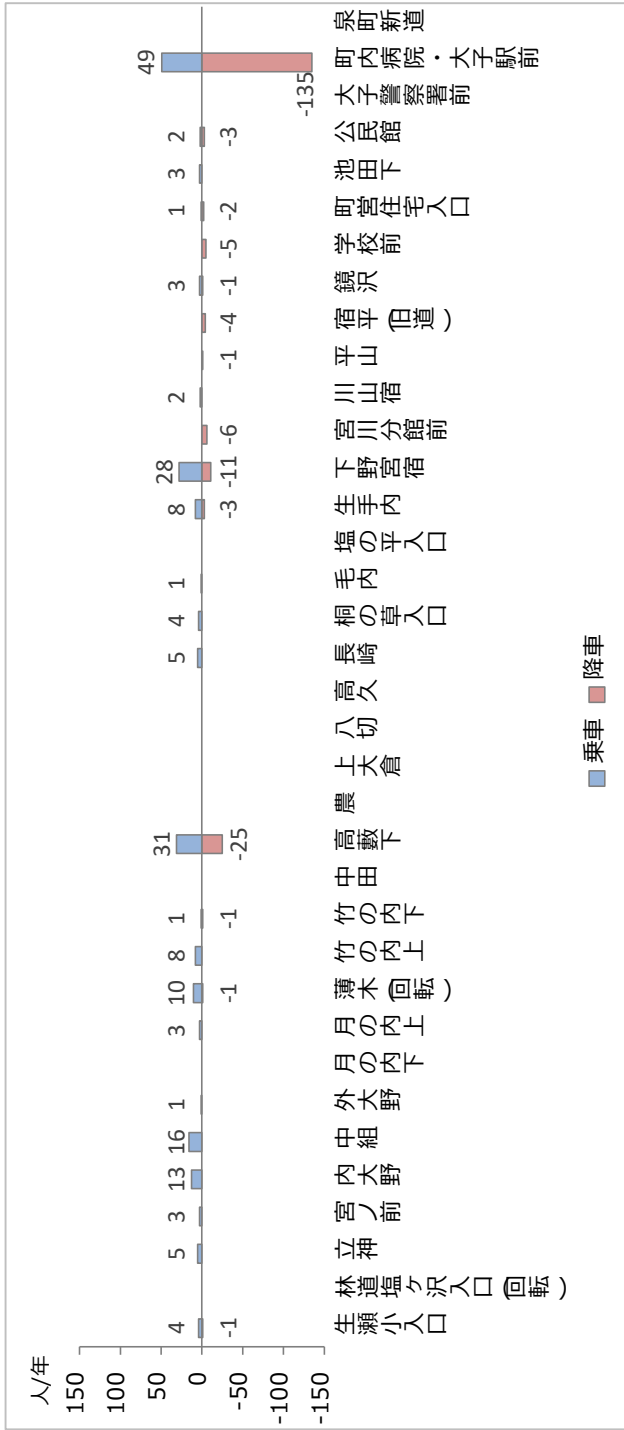 人/年
150
100
50
0
-50
-100
-150
4
5
3
13
16
1
3
10
8
1
31
5
4
1
8
28
2
3
1
3
2
49
-1
-1
-1
-25
-3
-11
-6
-1
-4
-1
-5
-2
-3
-135
生瀬小入口
林道塩ヶ沢入口(回転)
立神
宮ノ前
内大野
中組
外大野
月の内下
月の内上
薄木(回転)
竹の内上
竹の内下
中田
高藪下
農
上大倉
八切
高久
長崎
桐の草入口
毛内
塩の平入口
生手内
下野宮宿
宮川分館前
川山宿
平山
宿平(旧道)
鏡沢
学校前
町営住宅入口
池田下
公民館
大子警察署前
町内病院・大子駅前
泉町新道
乗車 降車